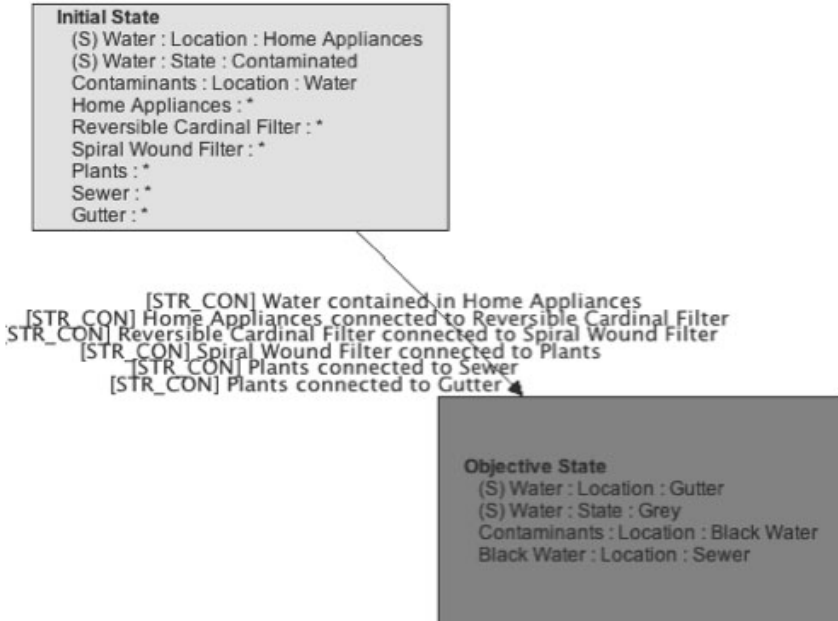 Initial State
(S) Water : Location : Home Appliances
(S) Water : State : Contaminated
Contaminants : Location : Water
Home Appliances : *
Reversible Cardinal Filter : *
Spiral Wound Filter : *
Plants : *
Sewer : *
Gutter : *
[STR_CON] Water contained in Home Appliances
[STR_CON] Home Appliances connected to Reversible Cardinal Filter
STR_CON] Reversible Cardinal Filter connected to Spiral Wound Filter
[STR_CON] Spiral Wound Filter connected to Plants
[STR_CON] Plants connected to Sewer
[STR_CON] Plants connected to Gutter
Objective State
(S) Water : Location : Gutter
(S) Water : State : Grey
Contaminants : Location : Black Water
Black Water : Location : Sewer